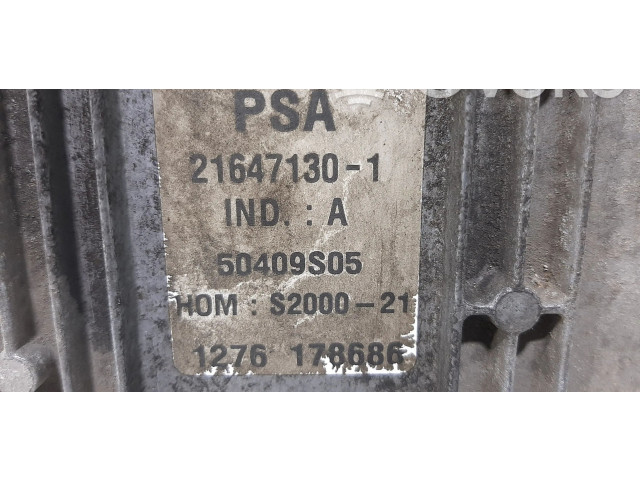 PSA
21647130-1
IND. : A
50409S05
HOM : S2000-21
1276 178686